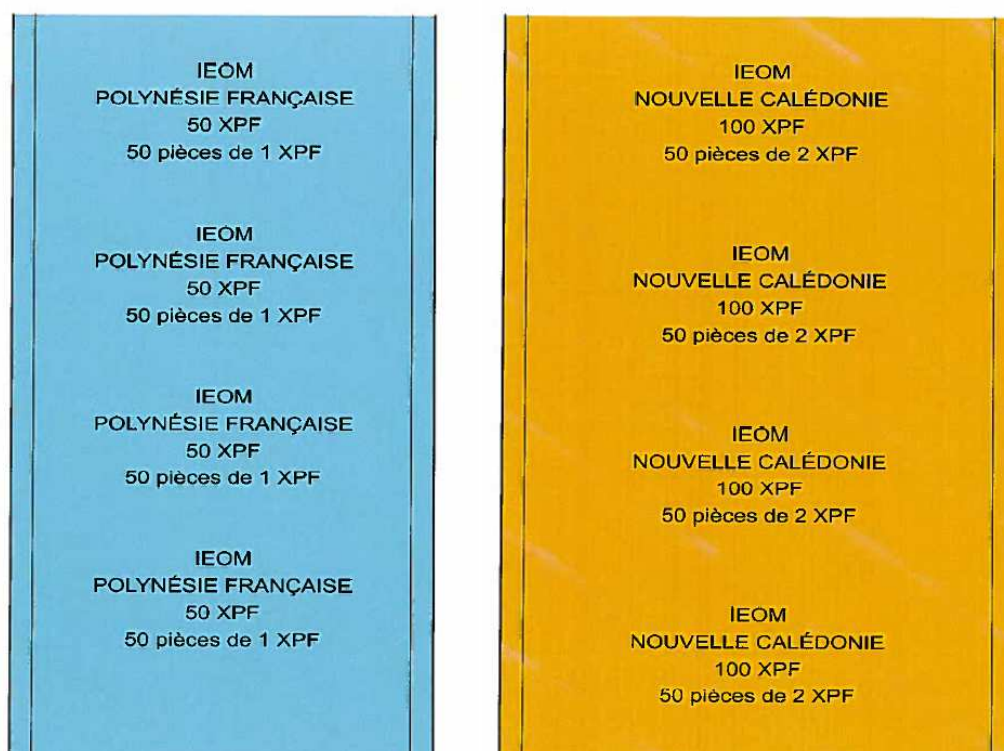 IEOM
POLYNÉSIE FRANÇAISE
50 XPF
50 pièces de 1 XPF
IEOM
POLYNÉSIE FRANÇAISE
50 XPF
50 pièces de 1 XPF
IEOM
POLYNÉSIE FRANÇAISE
50 XPF
50 pièces de 1 XPF
IEOM
POLYNÉSIE FRANÇAISE
50 XPF
50 pièces de 1 XPF
IEOM
NOUVELLE CALÉDONIE
100 XPF
50 pièces de 2 XPF
IEOM
NOUVELLE CALÉDONIE
100 XPF
50 pièces de 2 XPF
IEOM
NOUVELLE CALÉDONIE
100 XPF
50 pièces de 2 XPF
IEOM
NOUVELLE CALÉDONIE
100 XPF
50 pièces de 2 XPF